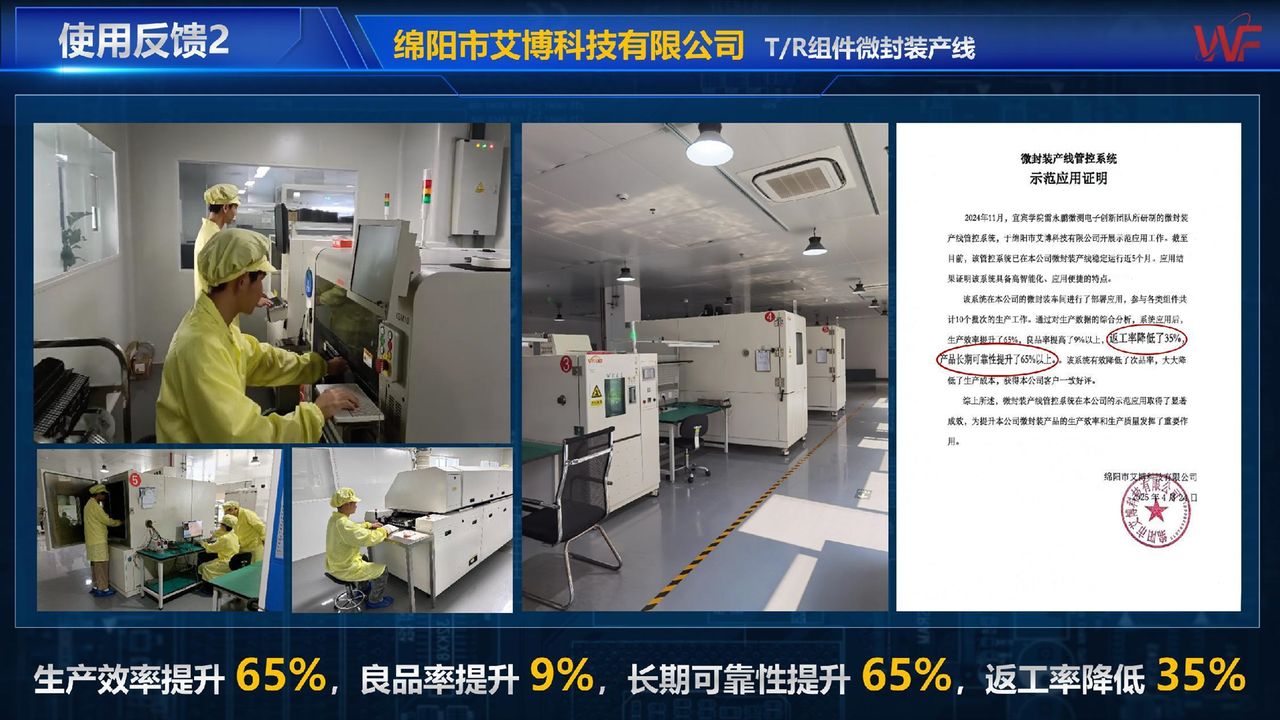 使用反馈2
绵阳市艾博科技有限公司 T/R组件微封装产线
WF
3
4
5
5
微封装产线管控系统
示范应用证明
2024年11月，宜宾学院雷永鹏微测电子创新团队所研制的微封装
产线管控系统，于绵阳市艾博科技有限公司开展示范应用工作。截至
目前，该管控系统已在本公司微封装产线稳定运行近5个月。应用结
果证明该系统具备高智能化、应用便捷的特点。
该系统在本公司的微封装车间进行了部署应用，参与各类组件共
计10个批次的生产工作。通过对生产数据的综合分析，系统应用后，
生产效率提升了65%，良品率提高了9%以上，返工率降低了35%，
产品长期可靠性提升了65%以上。该系统有效降低了次品率，大大降
低了生产成本，获得本公司客户一致好评。
综上所述，微封装产线管控系统在本公司的示范应用取得了显著
成效，为提升本公司微封装产品的生产效率和生产质量发挥了重要作
用。
绵阳市艾博科技有限公司
25年4月24日
生产效率提升 65%，良品率提升 9%，长期可靠性提升 65%，返工率降低 35%